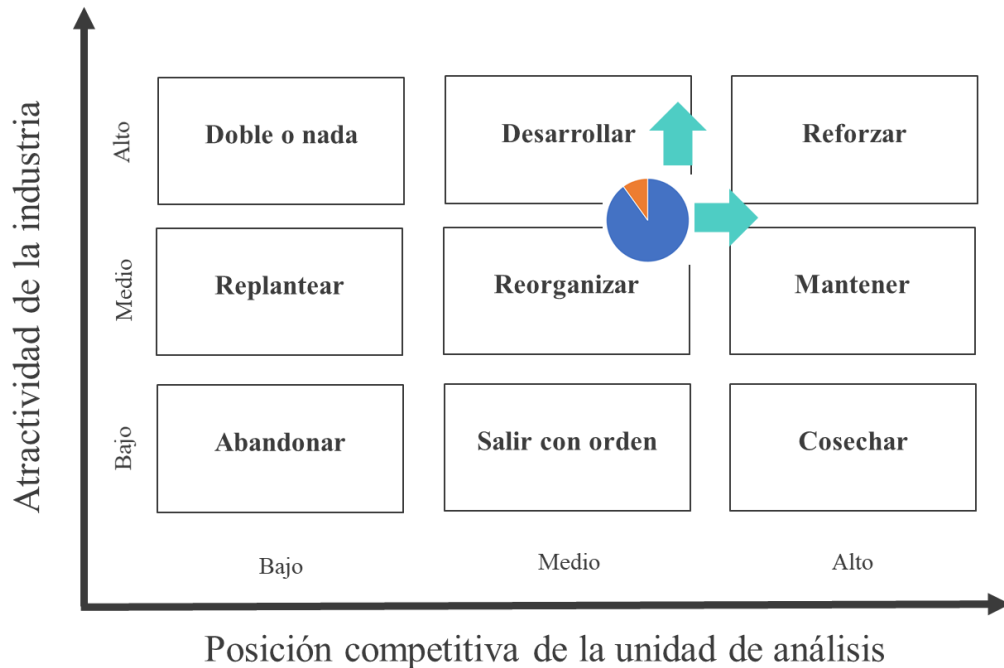 Atractividad de la industria
Alto
Doble o nada
Desarrollar
Reforzar
Medio
Replantear
Reorganizar
Mantener
Bajo
Abandonar
Salir con orden
Cosechar
Bajo
Medio
Alto
Posición competitiva de la unidad de análisis